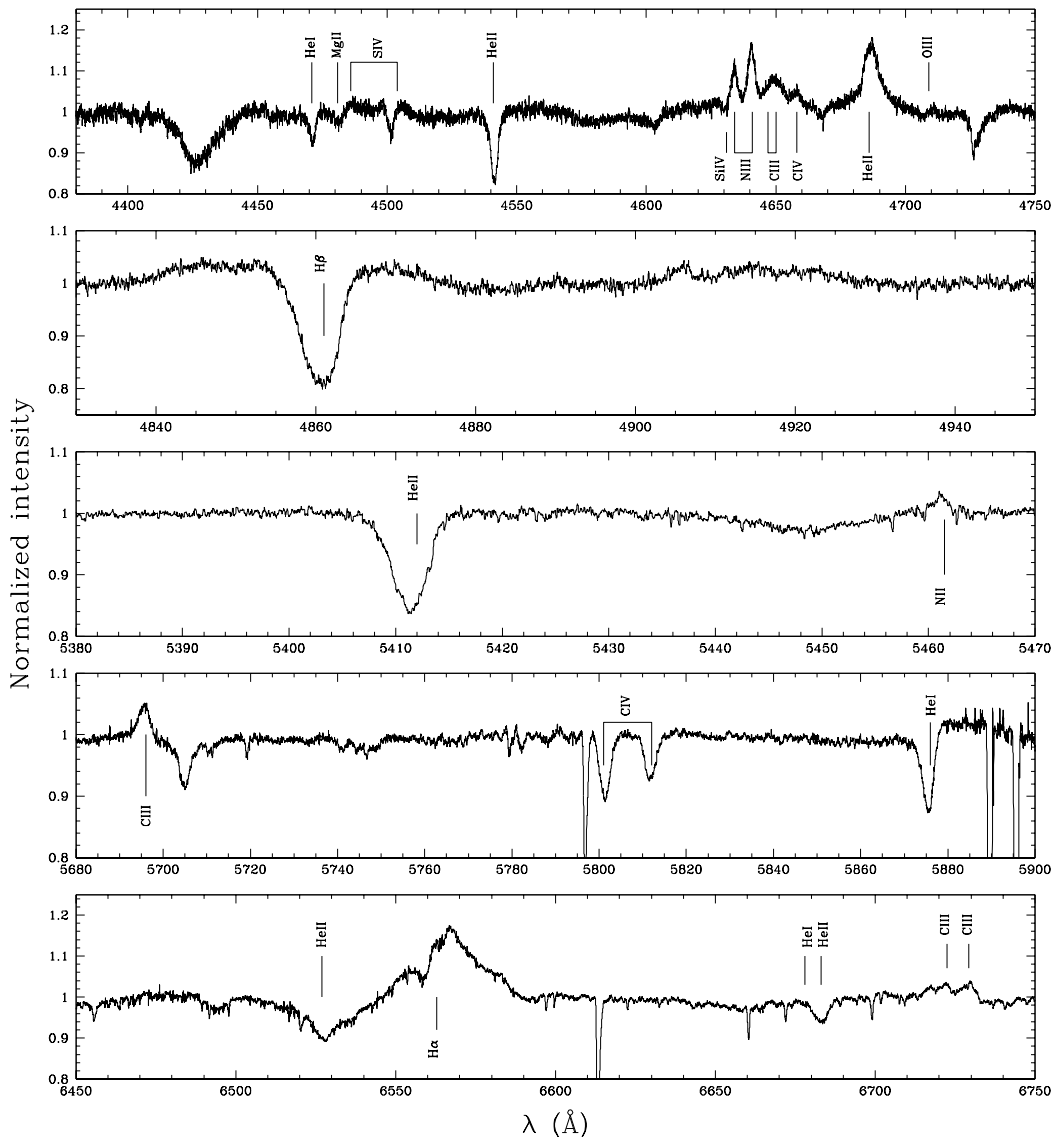 Normalized intensity
1.2
1.1
1
0.9
0.8
HeI
MgII
SIV
HeII
OIII
SiIV
NIII
CIII
CIV
HeII
4400
4450
4500
4550
4600
4650
4700
4750
1.1
1
0.9
0.8
Hβ
4840
4860
4880
4900
4920
4940
1.1
1
0.9
0.8
HeII
NII
5380
5390
5400
5410
5420
5430
5440
5450
5460
5470
1.1
1
0.9
0.8
CIII
CIV
HeI
5680
5700
5720
5740
5760
5780
5800
5820
5840
5860
5880
5900
1.2
1.1
1
0.9
0.8
HeII
Hα
HeI
HeII
CIII
CIII
6450
6500
6550
6600
6650
6700
6750
λ (Å)